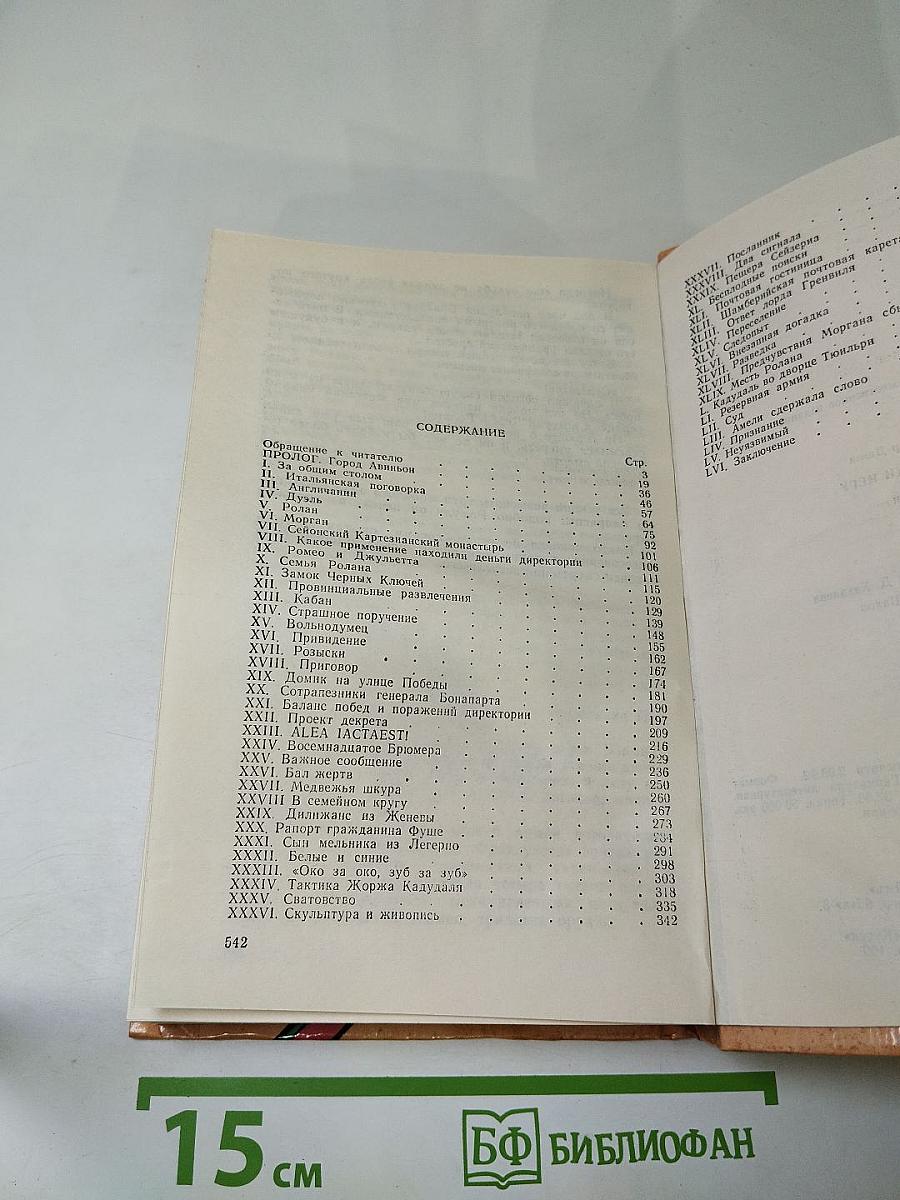 СОДЕРЖАНИЕ
Стр.
Обращение к читателю 3
ПРОЛОГ. Город Авиньон 19
I. За общим столом 36
II. Итальянская поговорка 46
III. Англичанин 57
IV. Дуэль 64
V. Ролан 75
VI. Морган 92
VII. Сейонский Картезианский монастырь 101
VIII. Какое применение находили деньги директории 106
IX. Ромео и Джульетта 111
X. Семья Ролана 115
XI. Замок Черных Ключей 120
XII. Провинциальные развлечения 129
XIII. Кабан 139
XIV. Страшное поручение 148
XV. Вольнодумец 155
XVI. Привидение 162
XVII. Розыски 167
XVIII. Приговор 174
XIX. Домик на улице Победы 181
XX. Сотрапезники генерала Бонапарта 190
XXI. Баланс побед и поражений директории 197
XXII. Проект декрета 209
XXIII. ALEA IACTAEST! 216
XXIV. Восемнадцатое Брюмера 229
XXV. Важное сообщение 236
XXVI. Бал жертв 250
XXVII. Медвежья шкура 260
XXVIII В семейном кругу 267
XXIX. Дилижанс из Женевы 273
XXX. Рапорт гражданина Фуше 284
XXXI. Сын мельника из Легерно 291
XXXII. Белые и синие 298
XXXIII. «Око за око, зуб за зуб» 303
XXXIV. Тактика Жоржа Кадудаля 318
XXXV. Сватовство 335
XXXVI. Скульптура и живопись 342
542
XXXVII. Посланник
XXXVIII. Два сигнала
XXXIX. Пещера Сейзериа
XL. Бесплодные поиски
XLI. Почтовая гостиница
XLII. Шамберийская почтовая карета
XLIII. Ответ лорда Гренвиля
XLIV. Переселение
XLV. Следопыт
XLVI. Внезапная догадка
XLVII. Разведка
XLVIII. Предчувствия Моргана сбы
XLIX. Месть Ролана
L. Кадудаль во дворце Тюильри
LI. Резервная армия
LII. Суд
LIII. Амели сдержала слово
LIV. Признание
LV. Неуязвимый
LVI. Заключение
15 см
БФ БИБЛИОФАН